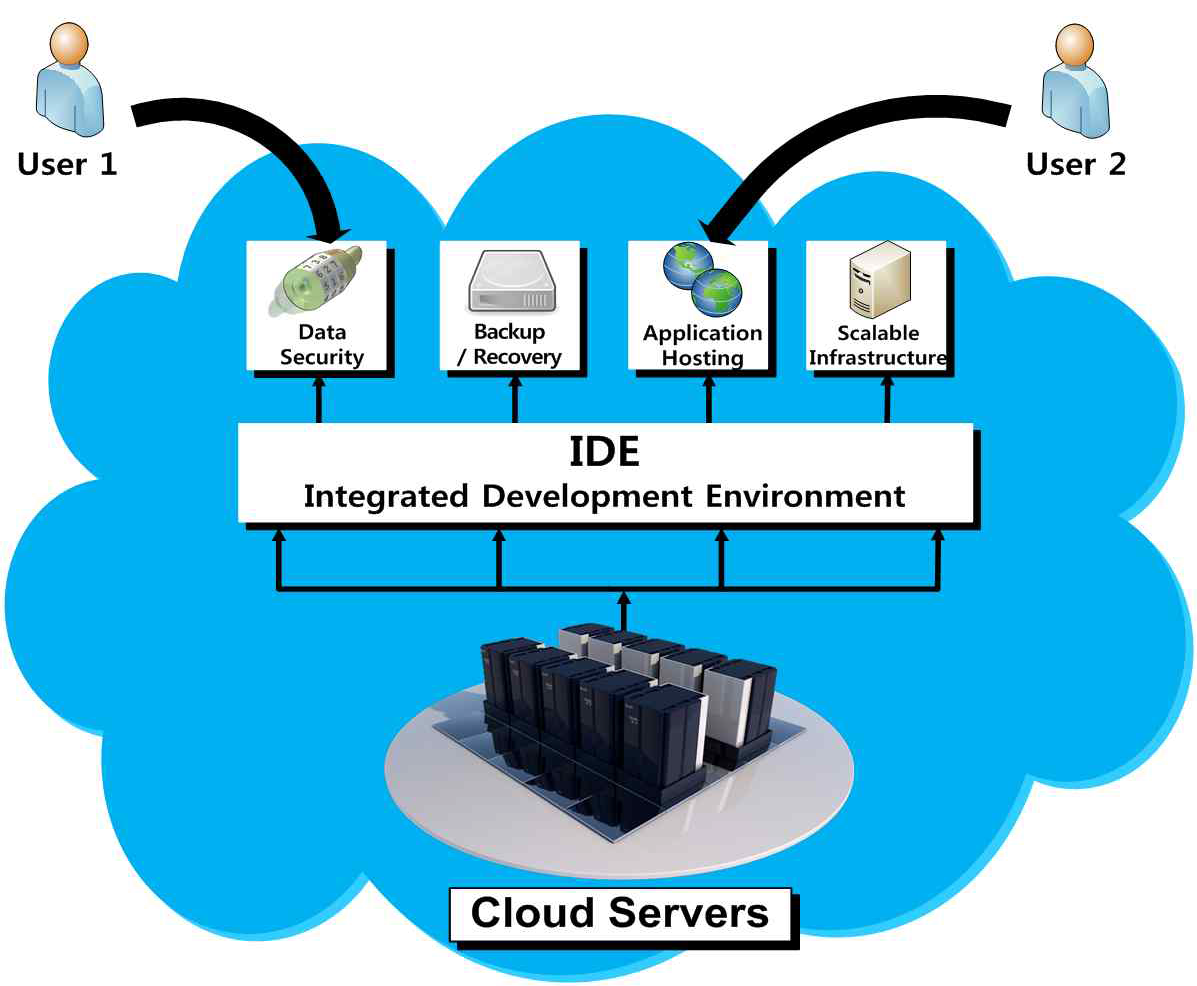 User 1
User 2
Data
Security
Backup
/ Recovery
Application
Hosting
Scalable
Infrastructure
IDE
Integrated Development Environment
Cloud Servers